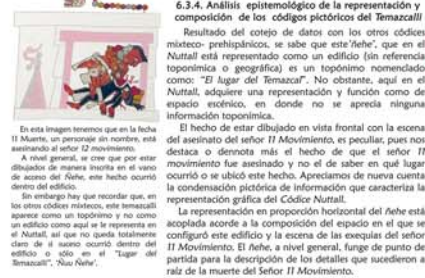 En esta imagen tenemos que en la fecha
11 Muerte, un personaje sin nombre, está
asesinando al señor 12 movimiento.
A nivel general, se cree que por estar
dibujados de manera inscrita en el vano
de acceso del Ñehe, este hecho ocurrió
dentro del edificio.
Sin embargo hay que recordar que, en
los otros códices mixtecos, este temazcalli
aparece como un topónimo y no como
un edificio como aquí se le representa en
el Nuttall, así que no queda totalmente
claro de si suceso ocurrió dentro del
edificio o sólo en el "Lugar del
Temazcalli", 'Ñuu Ñehe'.
6.3.4. Análisis epistemológico de la representación y
composición de los códigos pictóricos del Temazcalli
Resultado del cotejo de datos con los otros códices
mixteco- prehispánicos, se sabe que este'ñehe', que en el
Nuttall está representado como un edificio (sin referencia
toponímica o geográfica) es un topónimo nomenclado
como: "El lugar del Temazcal". No obstante, aquí en el
Nuttall, adquiere una representación y función como de
espacio escénico, en donde no se aprecia ninguna
información toponímica.
El hecho de estar dibujado en vista frontal con la escena
del asesinato del señor 11 Movimiento, es peculiar, pues nos
destaca o dennota más el hecho de que el señor 11
movimiento fue asesinado y no el de saber en qué lugar
ocurrió o se ubicó este hecho. Apreciamos de nueva cuenta
la condensación pictórica de información que caracteriza la
representación gráfica del Códice Nuttall.
La representación en proporción horizontal del ñehe está
acoplada acorde a la composición del espacio en el que se
configuró este edificio y la escena de las exequias del señor
11 Movimiento. El ñehe, a nivel general, funge de punto de
partida para la descripción de los detalles que sucedieron a
raíz de la muerte del Señor 11 Movimiento.